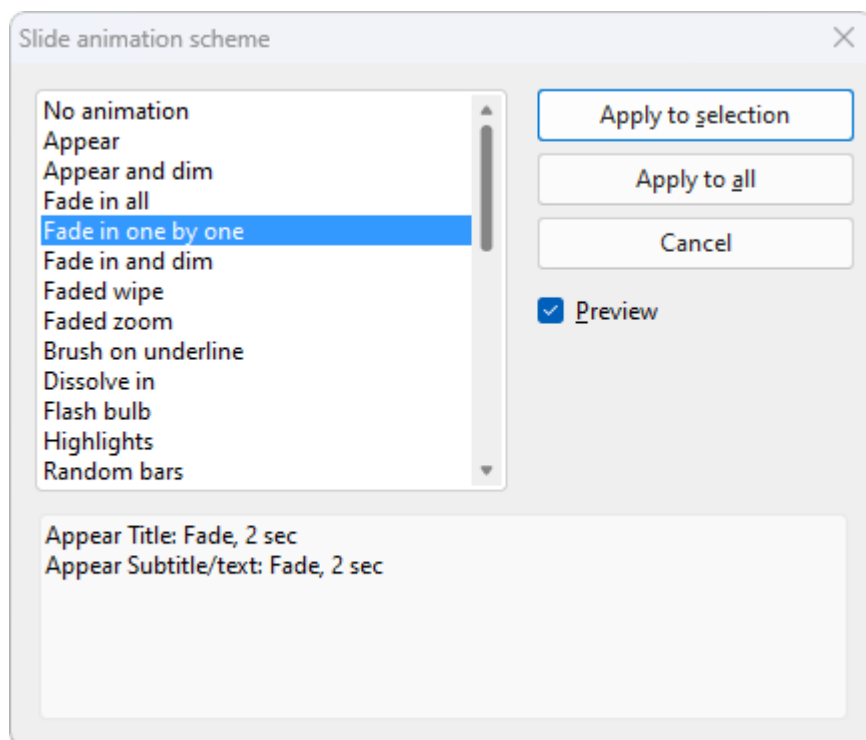 Slide animation scheme
No animation
Appear
Appear and dim
Fade in all
Fade in one by one
Fade in and dim
Faded wipe
Faded zoom
Brush on underline
Dissolve in
Flash bulb
Highlights
Random bars
Apply to selection
Apply to all
Cancel
Preview
Appear Title: Fade, 2 sec
Appear Subtitle/text: Fade, 2 sec